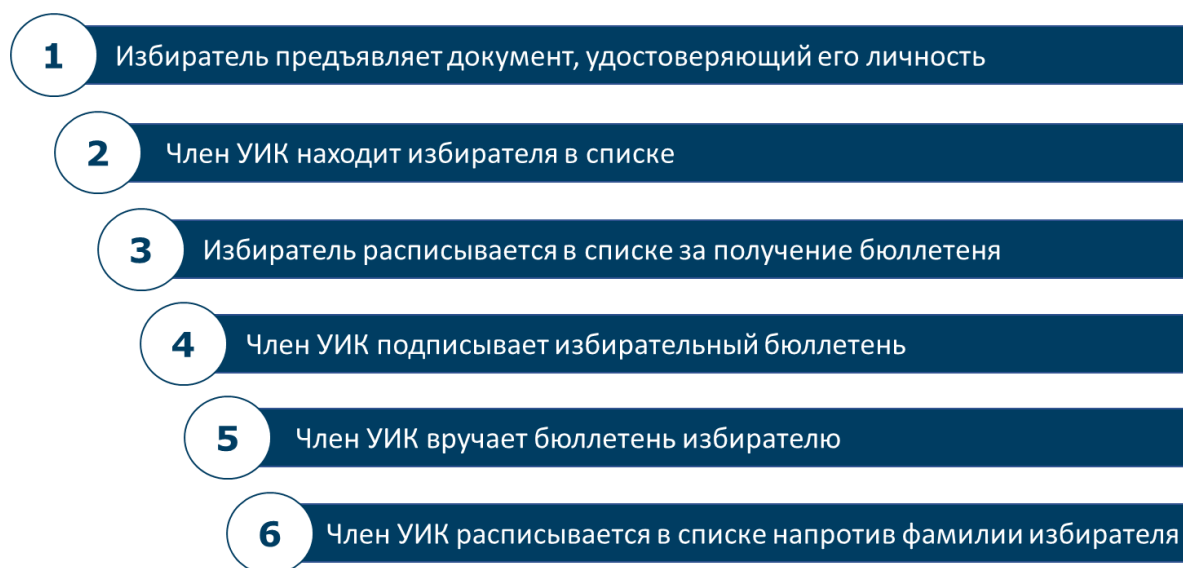 1 Избиратель предъявляет документ, удостоверяющий его личность
2 Член УИК находит избирателя в списке
3 Избиратель расписывается в списке за получение бюллетеня
4 Член УИК подписывает избирательный бюллетень
5 Член УИК вручает бюллетень избирателю
6 Член УИК расписывается в списке напротив фамилии избирателя